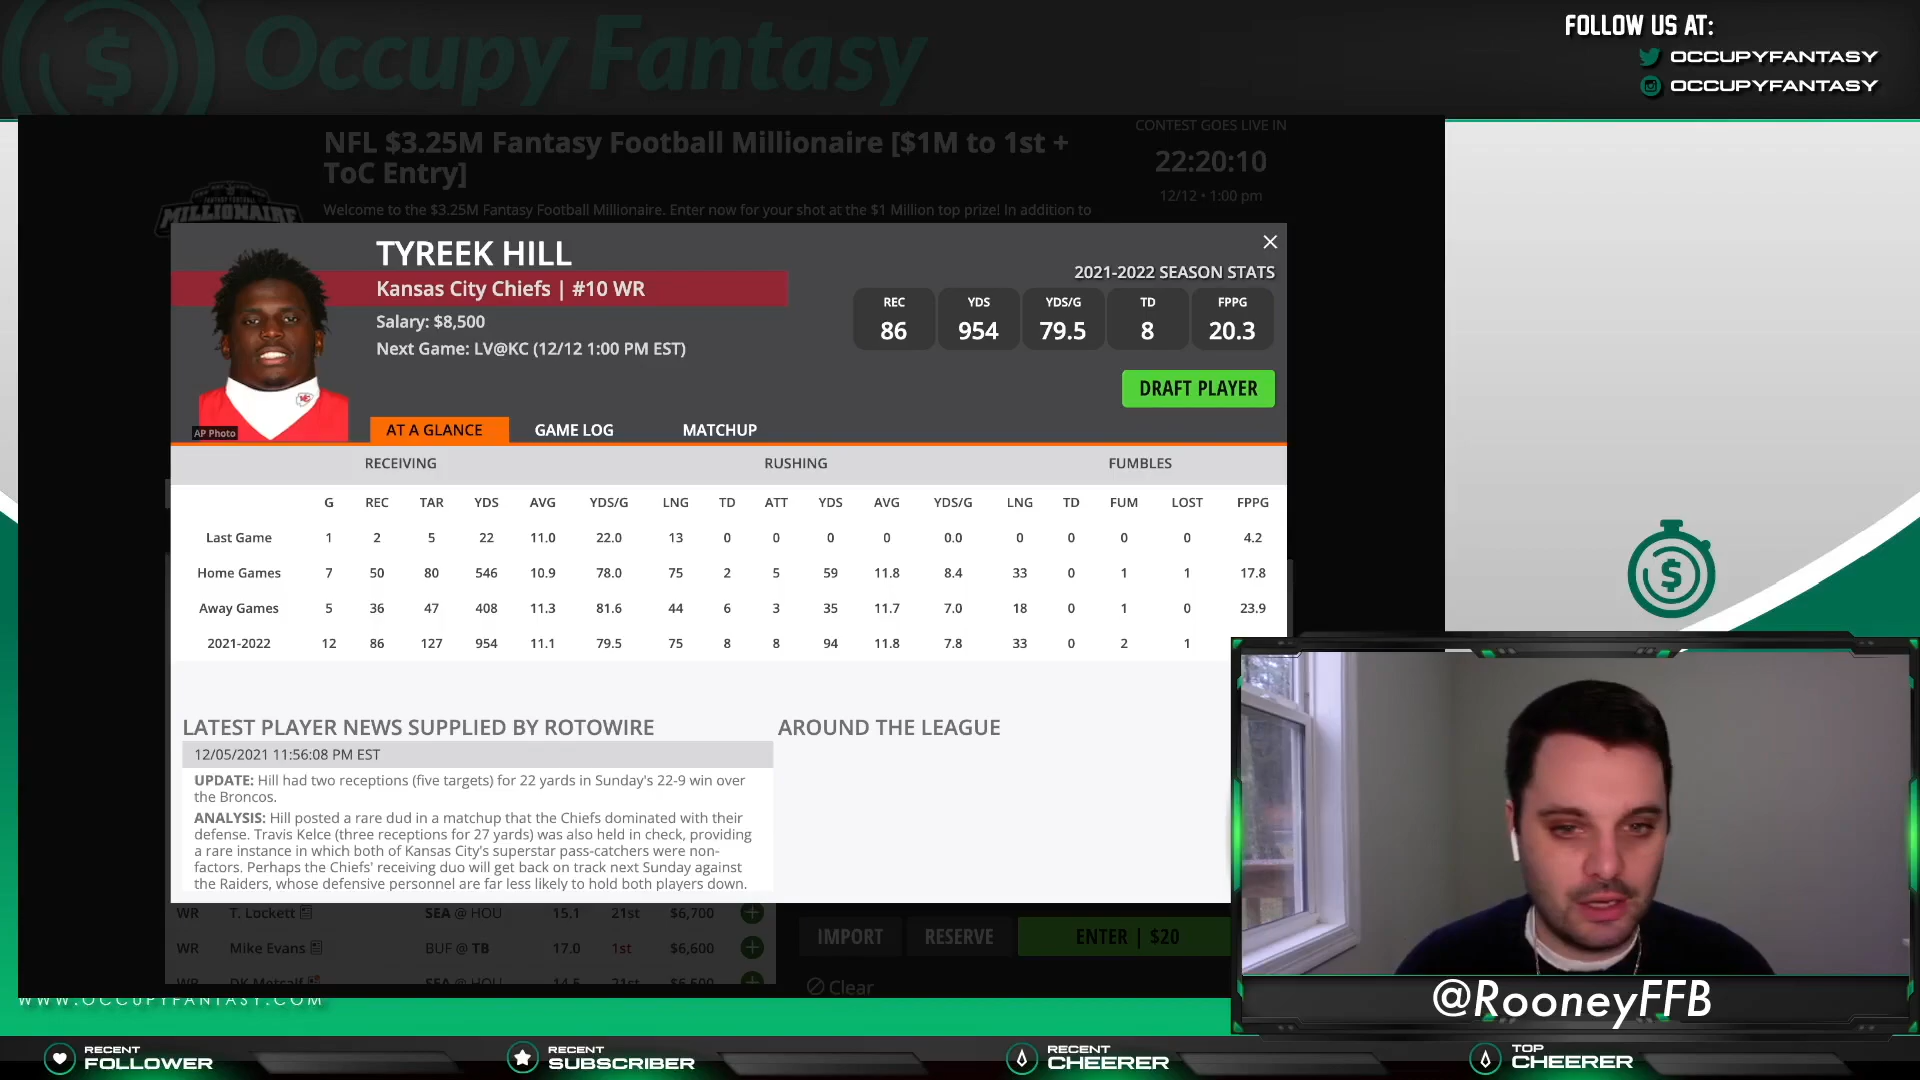 Occupy Fantasy
FOLLOW US AT:
OCCUPYFANTASY
OCCUPYFANTASY
NFL $3.25M Fantasy Football Millionaire [$1M to 1st +
ToC Entry]
CONTEST GOES LIVE IN
22:20:10
12/12 • 1:00 pm
MILLIONAIRE
Welcome to the $3.25M Fantasy Football Millionaire. Enter now for your shot at the $1 Million top prize! In addition to
TYREEK HILL
Kansas City Chiefs | #10 WR
Salary: $8,500
Next Game: LV@KC (12/12 1:00 PM EST)
AP Photo
2021-2022 SEASON STATS
REC YDS YDS/G TD FPPG
86 954 79.5 8 20.3
DRAFT PLAYER
AT A GLANCE GAME LOG MATCHUP
RECEIVING RUSHING FUMBLES
G REC TAR YDS AVG YDS/G LNG TD ATT YDS AVG YDS/G LNG TD FUM LOST FPPG
Last Game 1 2 5 22 11.0 22.0 13 0 0 0 0 0.0 0 0 0 0 4.2
Home Games 7 50 80 546 10.9 78.0 75 2 5 59 11.8 8.4 33 0 1 1 17.8
Away Games 5 36 47 408 11.3 81.6 44 6 3 35 11.7 7.0 18 0 1 0 23.9
2021-2022 12 86 127 954 11.1 79.5 75 8 8 94 11.8 7.8 33 0 2 1
LATEST PLAYER NEWS SUPPLIED BY ROTOWIRE
12/05/2021 11:56:08 PM EST
UPDATE: Hill had two receptions (five targets) for 22 yards in Sunday's 22-9 win over
the Broncos.
ANALYSIS: Hill posted a rare dud in a matchup that the Chiefs dominated with their
defense. Travis Kelce (three receptions for 27 yards) was also held in check, providing
a rare instance in which both of Kansas City's superstar pass-catchers were non-
factors. Perhaps the Chiefs' receiving duo will get back on track next Sunday against
the Raiders, whose defensive personnel are far less likely to hold both players down.
AROUND THE LEAGUE
WR T. Lockett SEA @ HOU 15.1 21st $6,700
WR Mike Evans BUF @ TB 17.0 1st $6,600
DK Metcalf SEA @ HOU 14.5 21st $6,500
IMPORT RESERVE ENTER | $20
Clear
WWW.OCCUPYFANTASY.COM
@RooneyFFB
RECENT
FOLLOWER
RECENT
SUBSCRIBER
RECENT
CHEERER
TOP
CHEERER